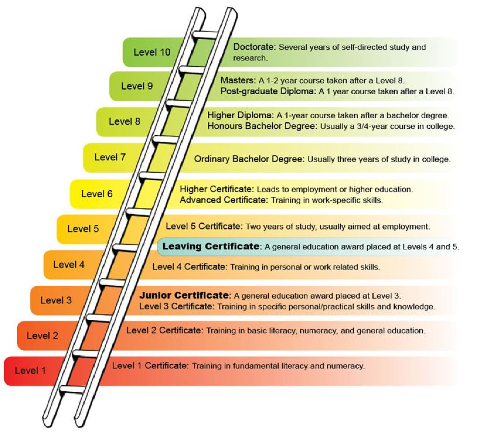 Level 10
Doctorate: Several years of self-directed study and
research.
Level 9
Masters: A 1-2 year course taken after a Level 8.
Post-graduate Diploma: A 1 year course taken after a Level 8.
Level 8
Higher Diploma: A 1-year course taken after a bachelor degree.
Honours Bachelor Degree: Usually a 3/4-year course in college.
Level 7
Ordinary Bachelor Degree: Usually three years of study in college.
Level 6
Higher Certificate: Leads to employment or higher education.
Advanced Certificate: Training in work-specific skills.
Level 5
Level 5 Certificate: Two years of study, usually aimed at employment.
Leaving Certificate: A general education award placed at Levels 4 and 5.
Level 4
Level 4 Certificate: Training in personal or work related skills.
Level 3
Junior Certificate: A general education award placed at Level 3.
Level 3 Certificate: Training in specific personal/practical skills and knowledge.
Level 2
Level 2 Certificate: Training in basic literacy, numeracy, and general education.
Level 1
Level 1 Certificate: Training in fundamental literacy and numeracy.